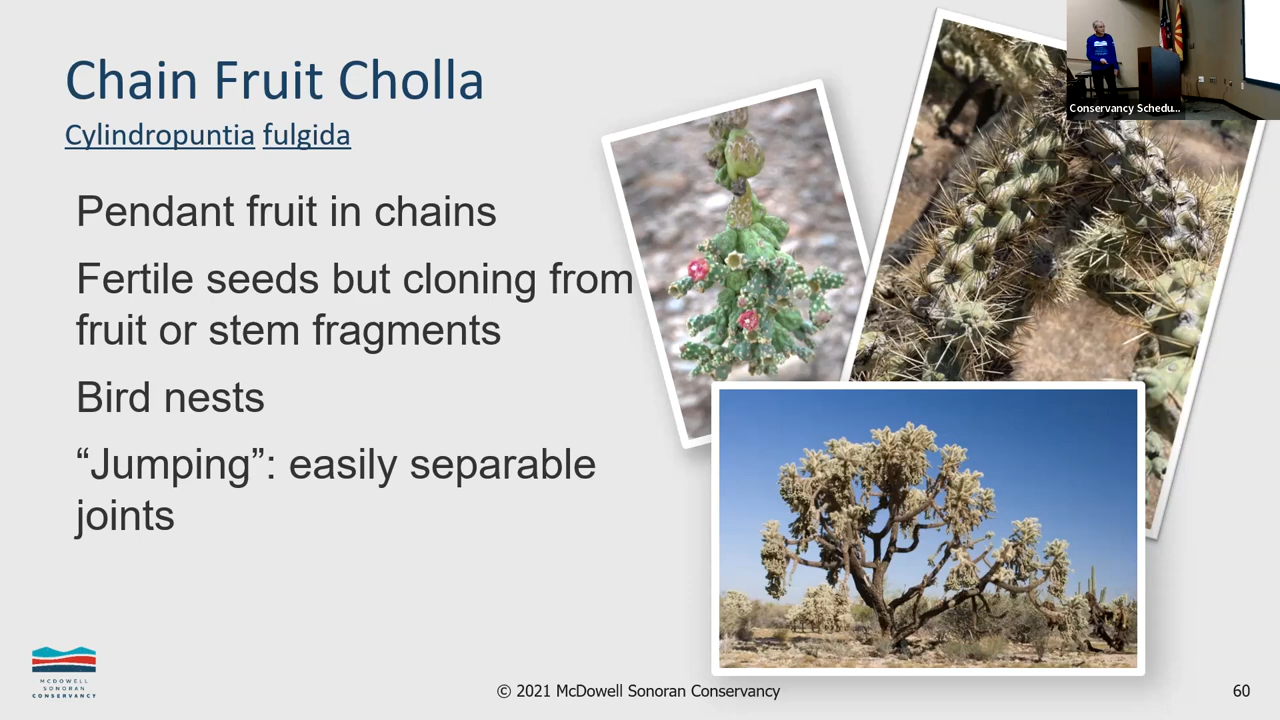 Chain Fruit Cholla
Cylindropuntia fulgida
Pendant fruit in chains
Fertile seeds but cloning from
fruit or stem fragments
Bird nests
“Jumping”: easily separable
joints
Conservancy Schedu...
MCDOWELL
SONORAN
CONSERVANCY
© 2021 McDowell Sonoran Conservancy
60